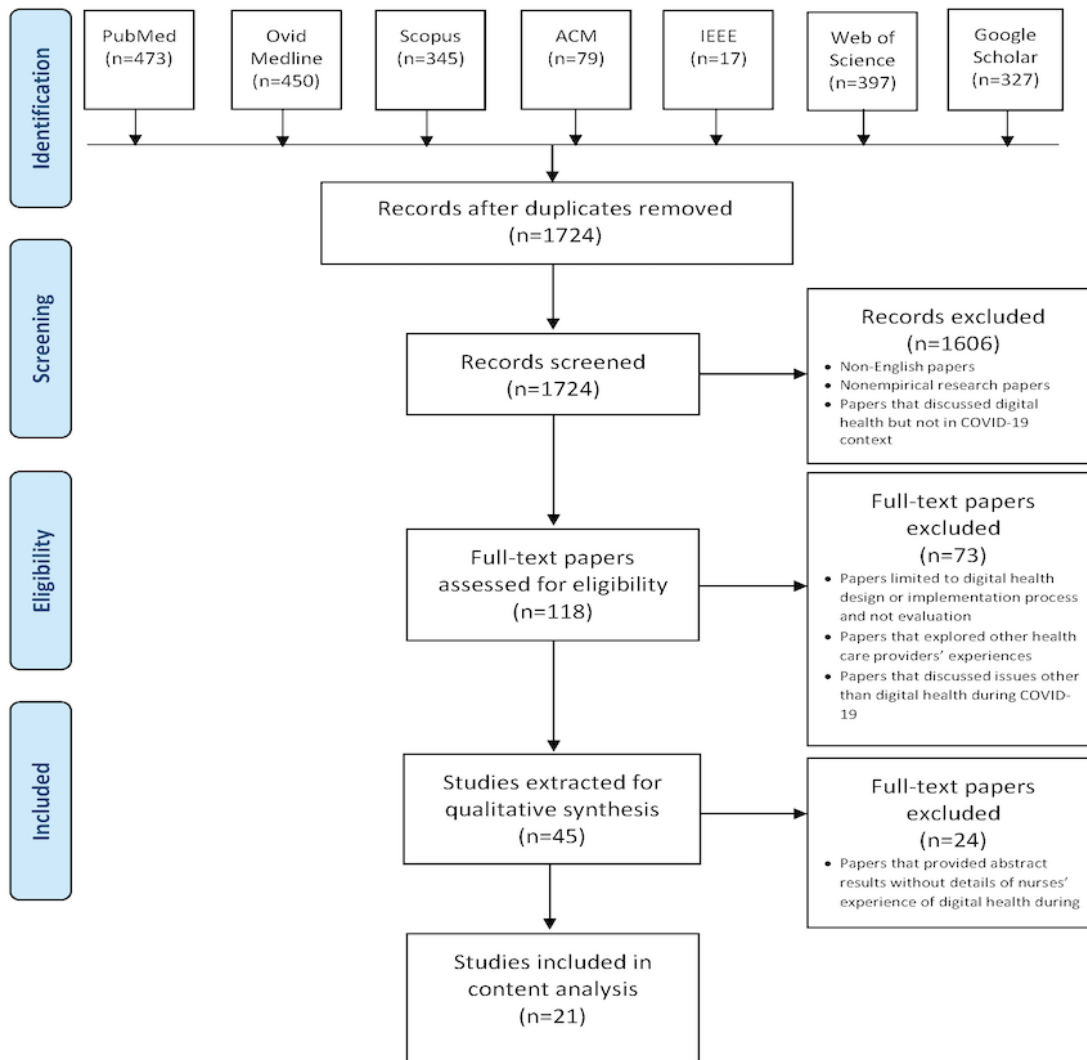 Identification
PubMed
(n=473)
Ovid
Medline
(n=450)
Scopus
(n=345)
ACM
(n=79)
IEEE
(n=17)
Web of
Science
(n=397)
Google
Scholar
(n=327)
Records after duplicates removed
(n=1724)
Screening
Records screened
(n=1724)
Records excluded
(n=1606)
• Non-English papers
• Nonempirical research papers
• Papers that discussed digital
health but not in COVID-19
context
Eligibility
Full-text papers
assessed for eligibility
(n=118)
Full-text papers
excluded
(n=73)
• Papers limited to digital health
design or implementation process
and not evaluation
• Papers that explored other health
care providers’ experiences
• Papers that discussed issues other
than digital health during COVID-
19
Included
Studies extracted for
qualitative synthesis
(n=45)
Full-text papers
excluded
(n=24)
• Papers that provided abstract
results without details of nurses’
experience of digital health during
Studies included in
content analysis
(n=21)